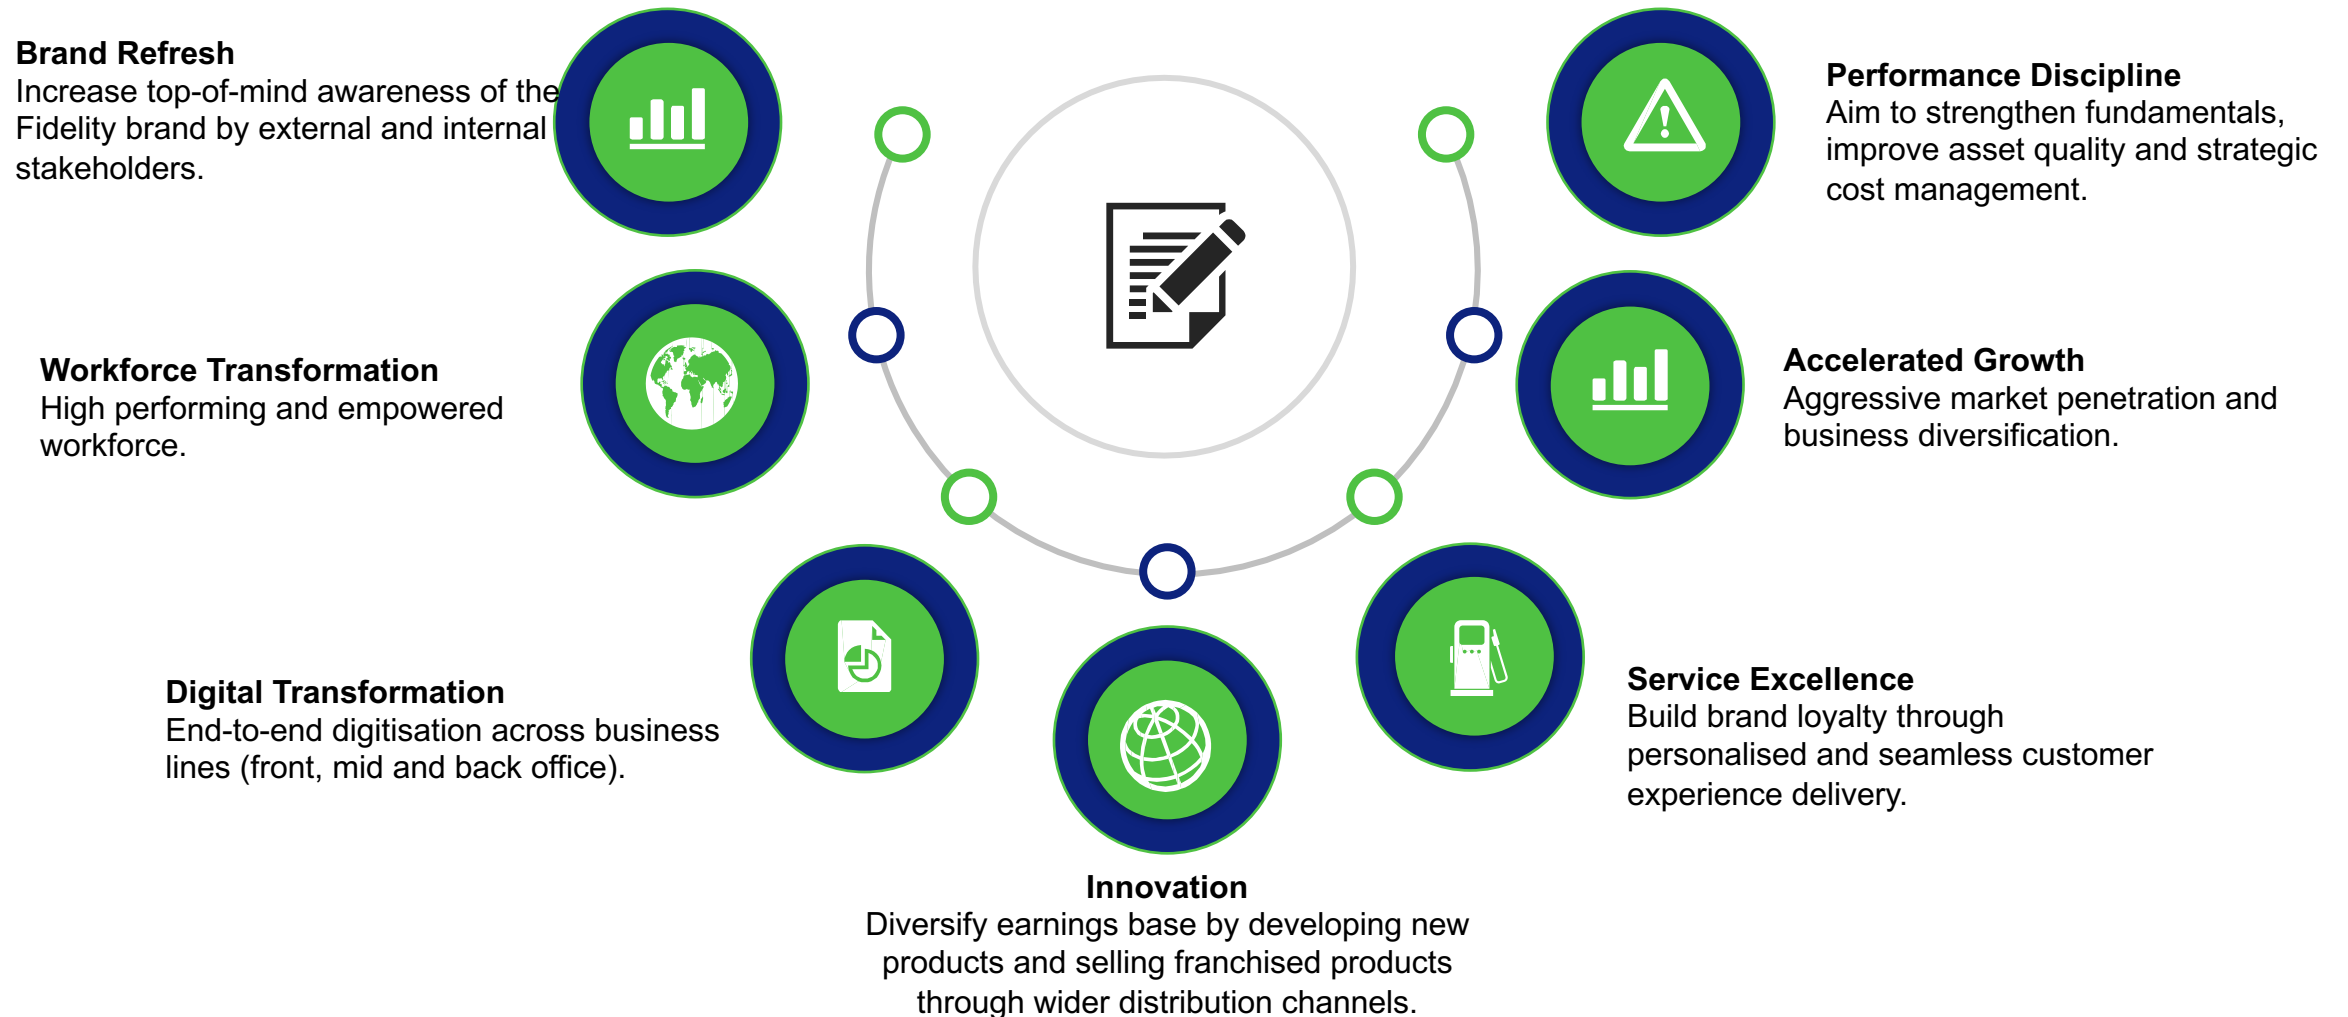 Brand Refresh
Increase top-of-mind awareness of the
Fidelity brand by external and internal
stakeholders.
Workforce Transformation
High performing and empowered
workforce.
Digital Transformation
End-to-end digitisation across business
lines (front, mid and back office).
Innovation
Diversify earnings base by developing new
products and selling franchised products
through wider distribution channels.
Service Excellence
Build brand loyalty through
personalised and seamless customer
experience delivery.
Accelerated Growth
Aggressive market penetration and
business diversification.
Performance Discipline
Aim to strengthen fundamentals,
improve asset quality and strategic
cost management.